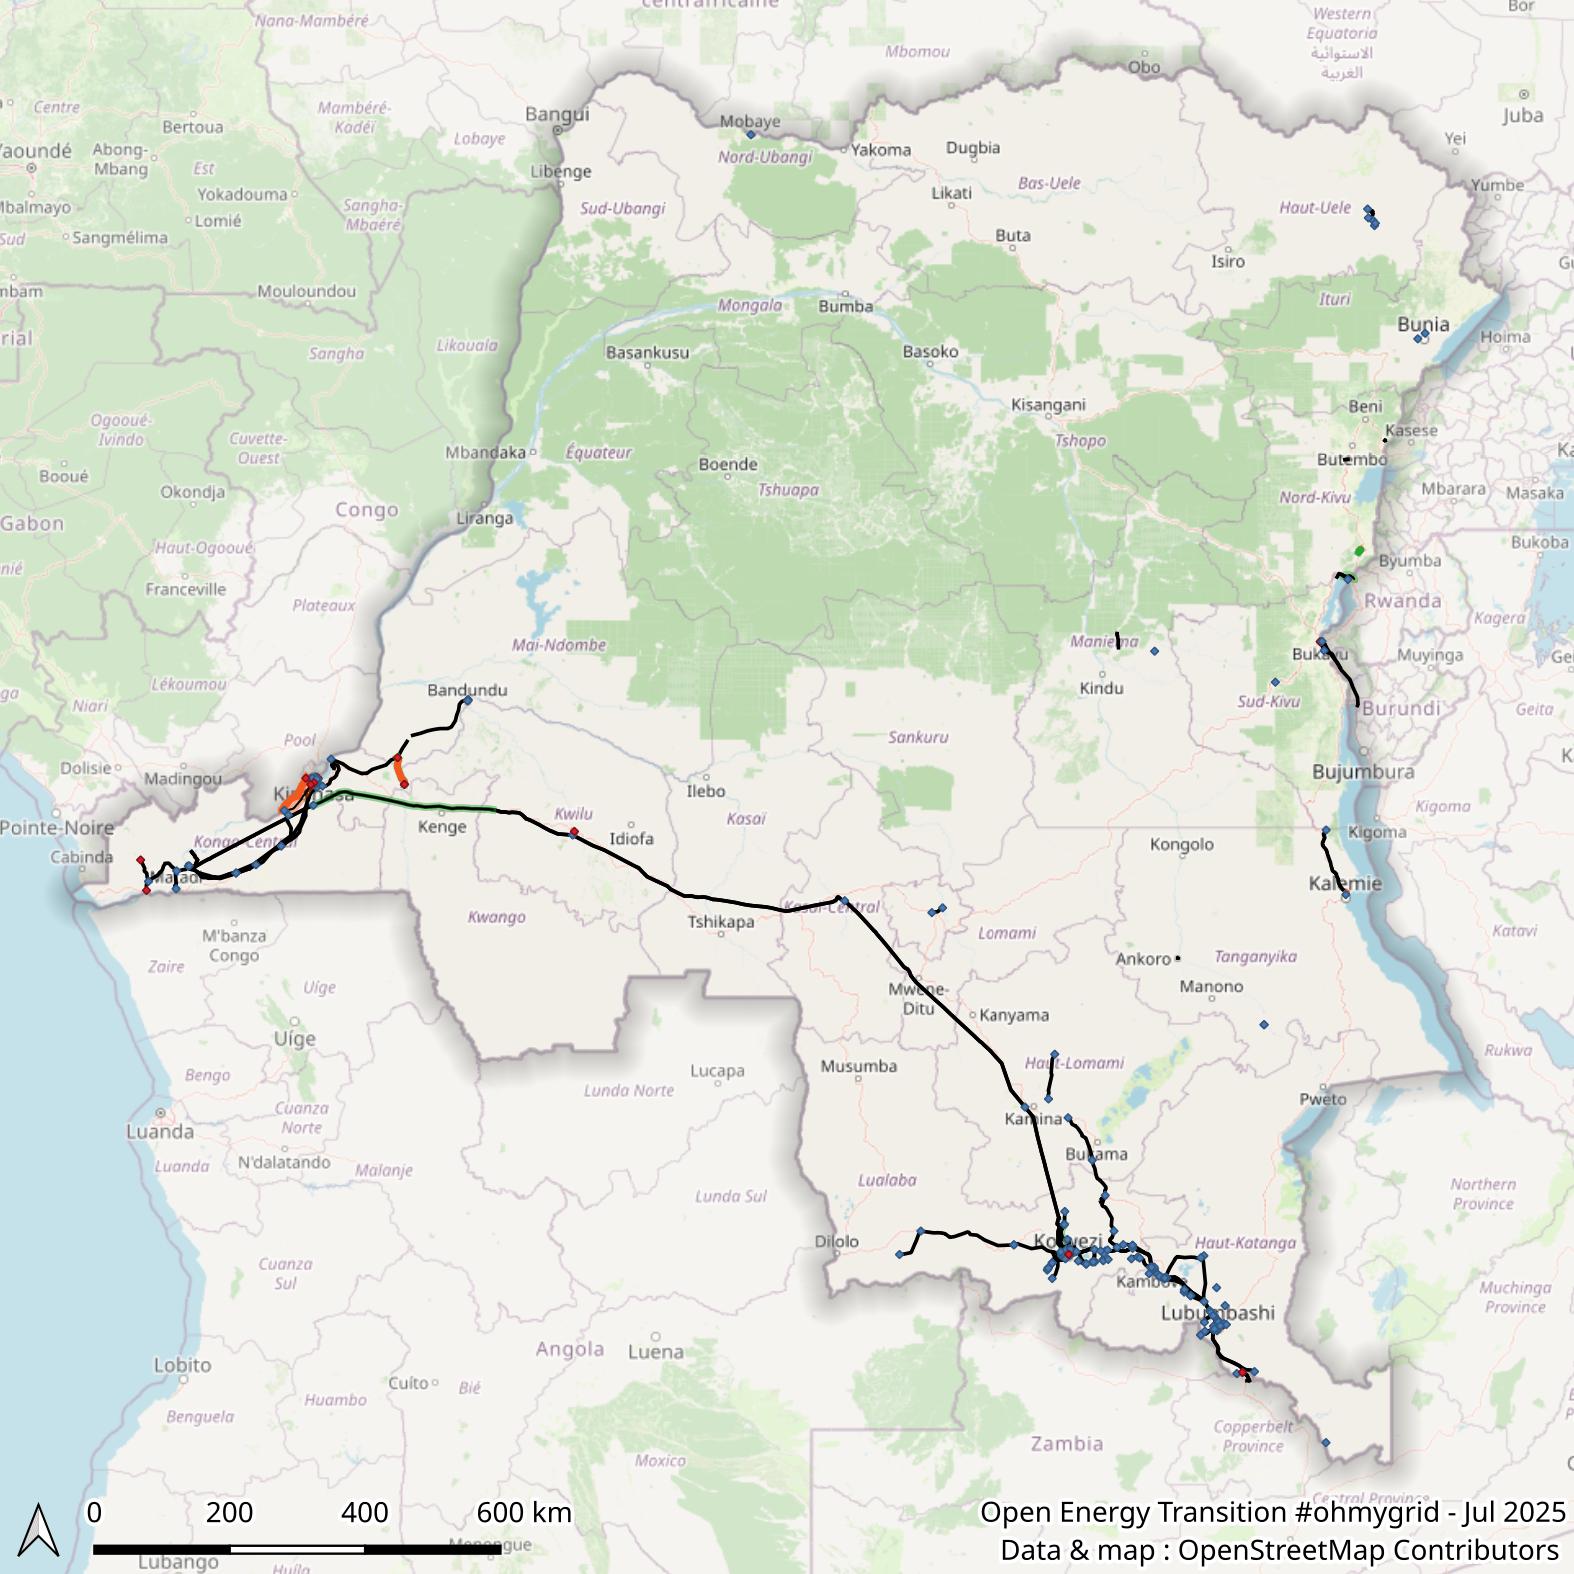 centrafricaine
Bor
Nana-Mambéré
Western
Equatoria
الاستوائية
الغربية
Mbomou
Obo
Centre
Mambéré-
Kadéï
Bangui
Mobaye
Juba
Bertoua
Lobaye
Yei
Yaoundé
Abong-
Mbang
Est
Nord-Ubangi
Yakoma
Dugbia
Libenge
Yokadouma
Likati
Bas-Uele
Yumbe
Mbalmayo
Lomié
Sangha-
Mbaéré
Sud-Ubangi
Haut-Uele
Sud
Sangmélima
Buta
Isiro
Mouloundou
Mongala
Bumba
Ituri
Bunia
Hoima
Sangha
Likouala
Basankusu
Basoko
Kisangani
Beni
Ogooué-
Ivindo
Cuvette-
Ouest
Mbandaka
Équateur
Tshopo
Kasese
Booué
Boende
Butembo
Okondja
Tshuapa
Nord-Kivu
Mbarara
Masaka
Gabon
Congo
Liranga
Haut-Ogooué
Bukoba
Byumba
Franceville
Plateaux
Rwanda
Kagera
Mai-Ndombe
Maniema
Bukavu
Muyinga
Lékoumou
Bandundu
Kindu
Sud-Kivu
Niari
Burundi
Geita
Pool
Sankuru
Dolisie
Madingou
Bujumbura
Kinshasa
Ilebo
Kigoma
Pointe-Noire
Kenge
Kwilu
Idiofa
Kasaï
Kigoma
Cabinda
Kongo Central
Kongolo
Matadi
Kalemie
Kwango
Tshikapa
Kasaï-Central
M'banza
Congo
Lomami
Katavi
Zaire
Ankoro
Tanganyika
Uíge
Mwene-
Ditu
Manono
Kanyama
Uíge
Rukwa
Bengo
Lucapa
Musumba
Haut-Lomami
Lunda Norte
Pweto
Cuanza
Norte
Kamina
Luanda
Bukama
N'dalatando
Luanda
Malanje
Lualaba
Lunda Sul
Northern
Province
Dilolo
Kolwezi
Haut-Katanga
Cuanza
Sul
Kambove
Muchinga
Province
Lubumbashi
Angola
Luena
Lobito
Cuíto
Bié
Huambo
Benguela
Copperbelt
Province
Zambia
Moxico
Central Province
0 200 400 600 km
Open Energy Transition #ohmygrid - Jul 2025
Menongue
Data & map : OpenStreetMap Contributors
Lubango